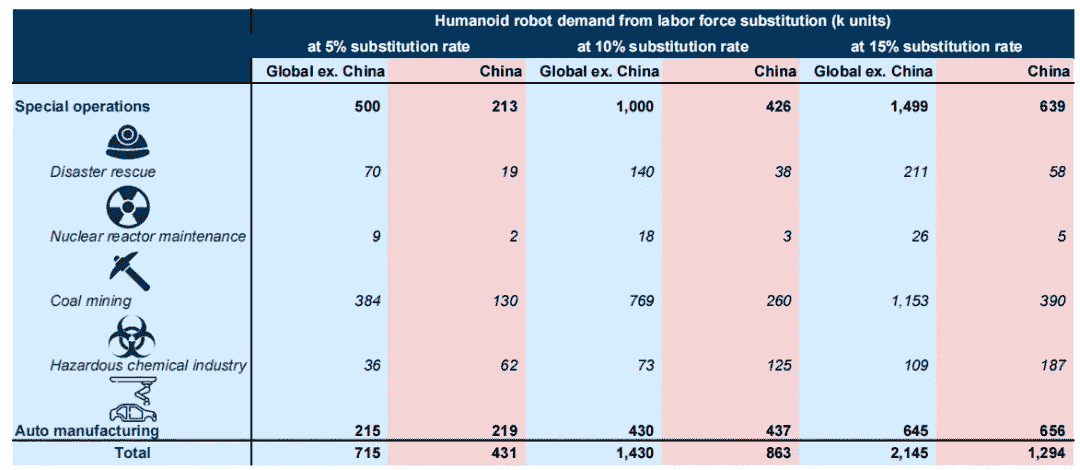 Humanoid robot demand from labor force substitution (k units)
at 5% substitution rate at 10% substitution rate at 15% substitution rate
Global ex. China China Global ex. China China Global ex. China China
Special operations 500 213 1,000 426 1,499 639
Disaster rescue 70 19 140 38 211 58
Nuclear reactor maintenance 9 2 18 3 26 5
Coal mining 384 130 769 260 1,153 390
Hazardous chemical industry 36 62 73 125 109 187
Auto manufacturing 215 219 430 437 645 656
Total 715 431 1,430 863 2,145 1,294